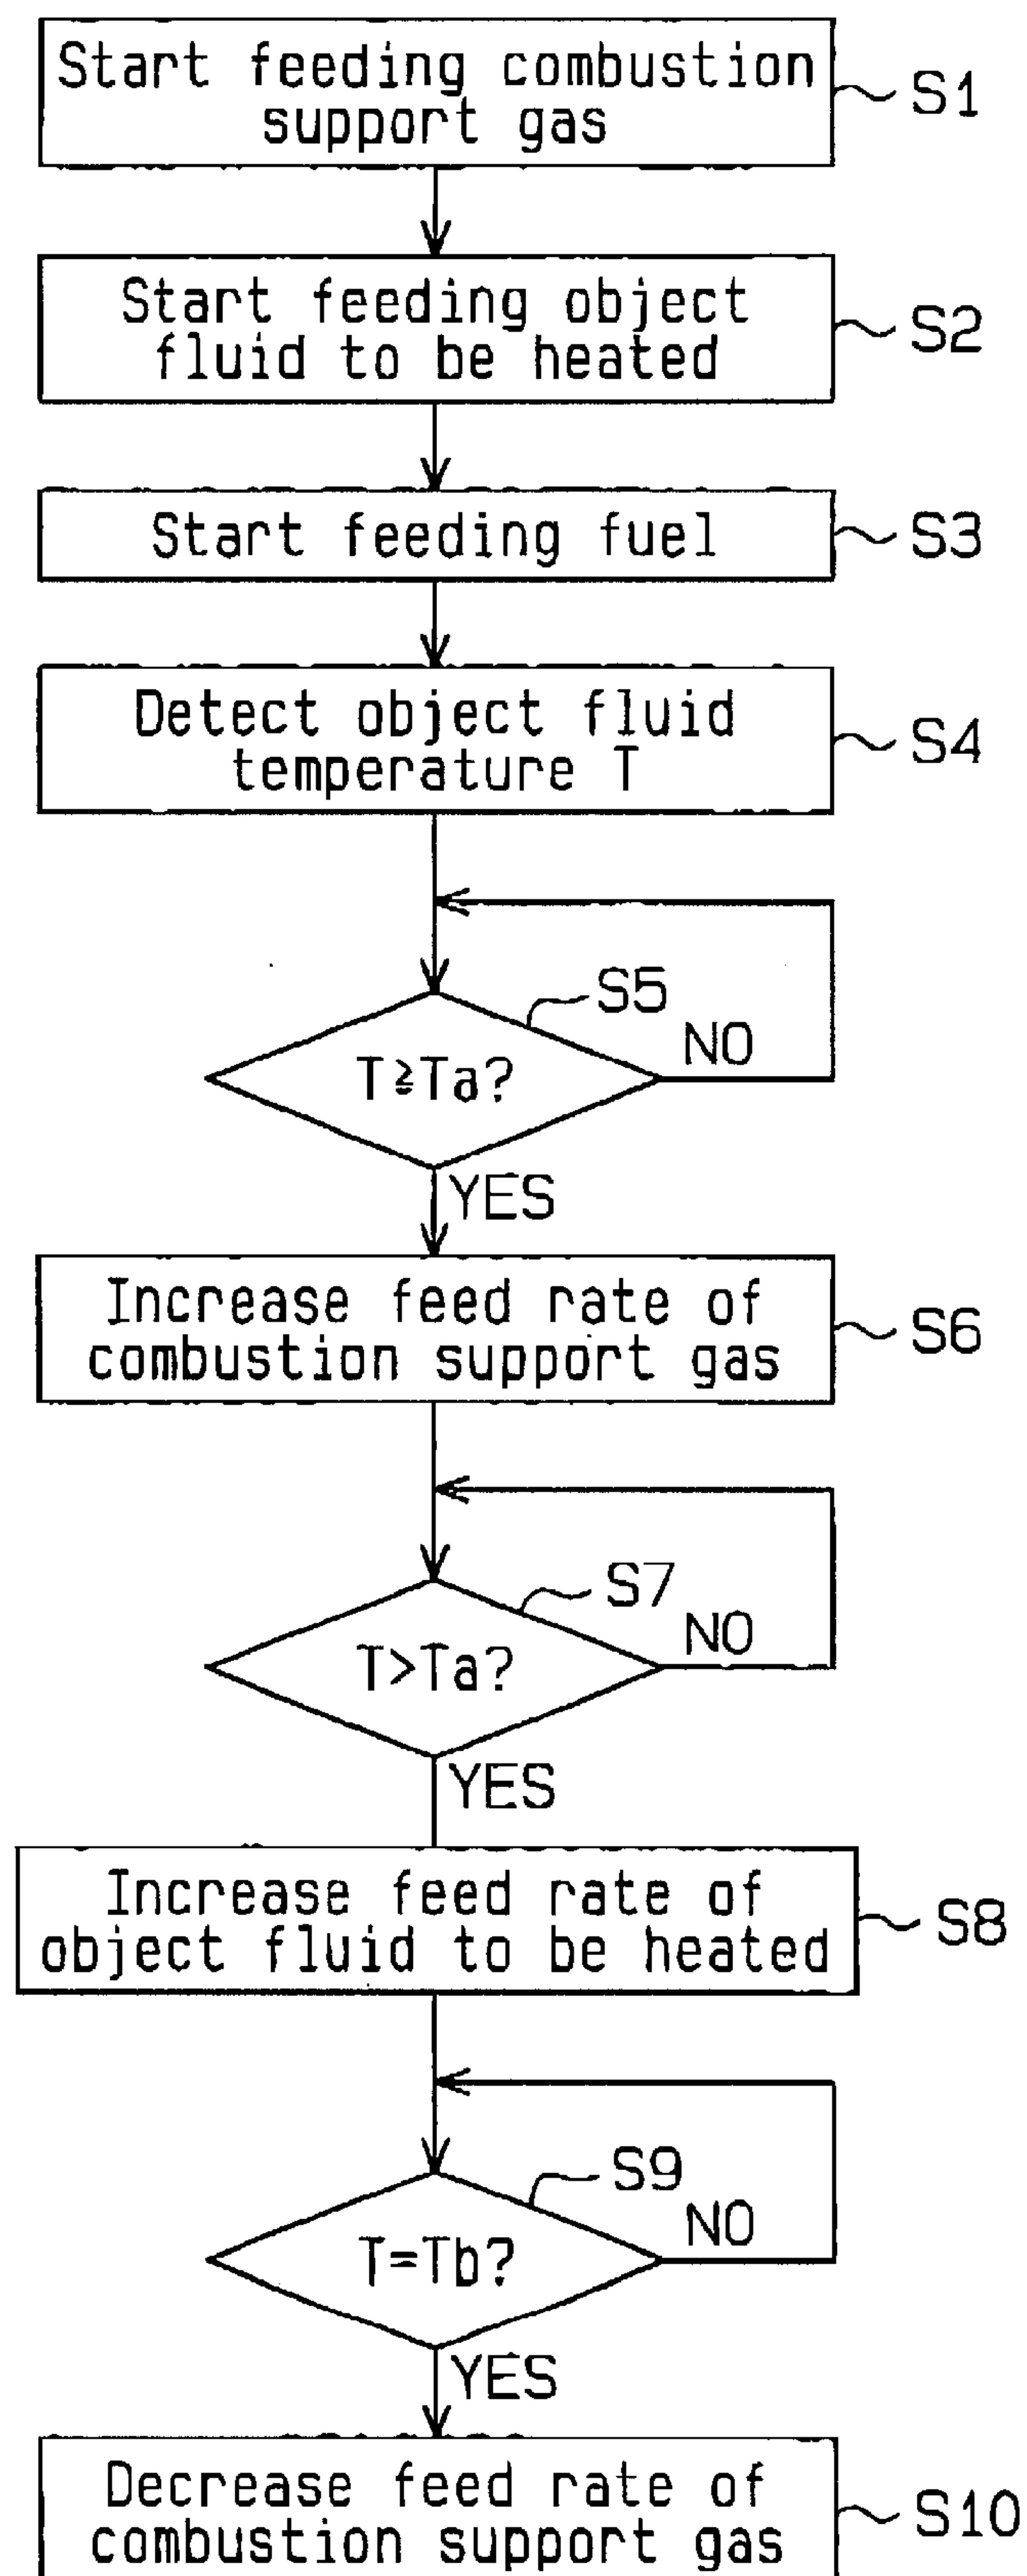 Start feeding combustion
support gas
S1
Start feeding object
fluid to be heated
S2
Start feeding fuel
S3
Detect object fluid
temperature T
S4
S5
NO
T≧Ta?
YES
Increase feed rate of
combustion support gas
S6
S7
NO
T>Ta?
YES
Increase feed rate of
object fluid to be heated
S8
S9
NO
T=Tb?
YES
Decrease feed rate of
combustion support gas
S10